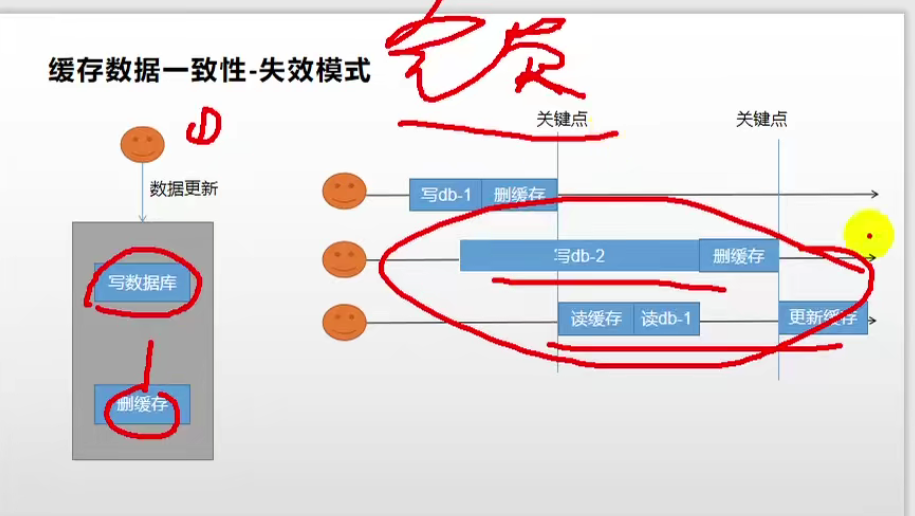 缓存数据一致性-失效模式
①
关键点
关键点
数据更新
写db-1
删缓存
写数据库
写db-2
删缓存
读缓存
读db-1
更新缓存
删缓存